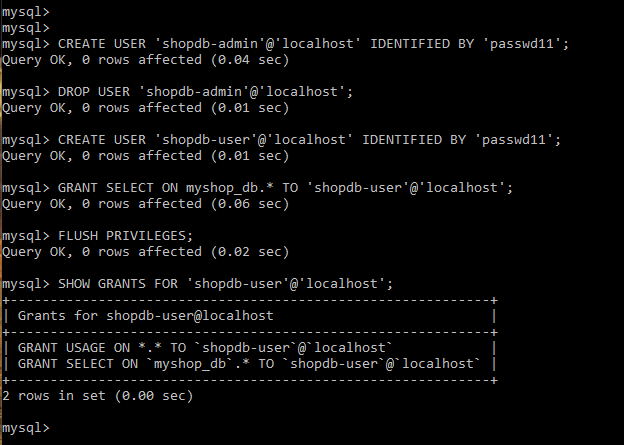 mysql>
mysql>
mysql> CREATE USER 'shopdb-admin'@'localhost' IDENTIFIED BY 'passwd11';
Query OK, 0 rows affected (0.04 sec)
mysql> DROP USER 'shopdb-admin'@'localhost';
Query OK, 0 rows affected (0.01 sec)
mysql> CREATE USER 'shopdb-user'@'localhost' IDENTIFIED BY 'passwd11';
Query OK, 0 rows affected (0.01 sec)
mysql> GRANT SELECT ON myshop_db.* TO 'shopdb-user'@'localhost';
Query OK, 0 rows affected (0.06 sec)
mysql> FLUSH PRIVILEGES;
Query OK, 0 rows affected (0.02 sec)
mysql> SHOW GRANTS FOR 'shopdb-user'@'localhost';
+------------------------------------------------------------+
| Grants for shopdb-user@localhost                           |
+------------------------------------------------------------+
| GRANT USAGE ON *.* TO `shopdb-user`@`localhost`            |
| GRANT SELECT ON `myshop_db`.* TO `shopdb-user`@`localhost` |
+------------------------------------------------------------+
2 rows in set (0.00 sec)
mysql>